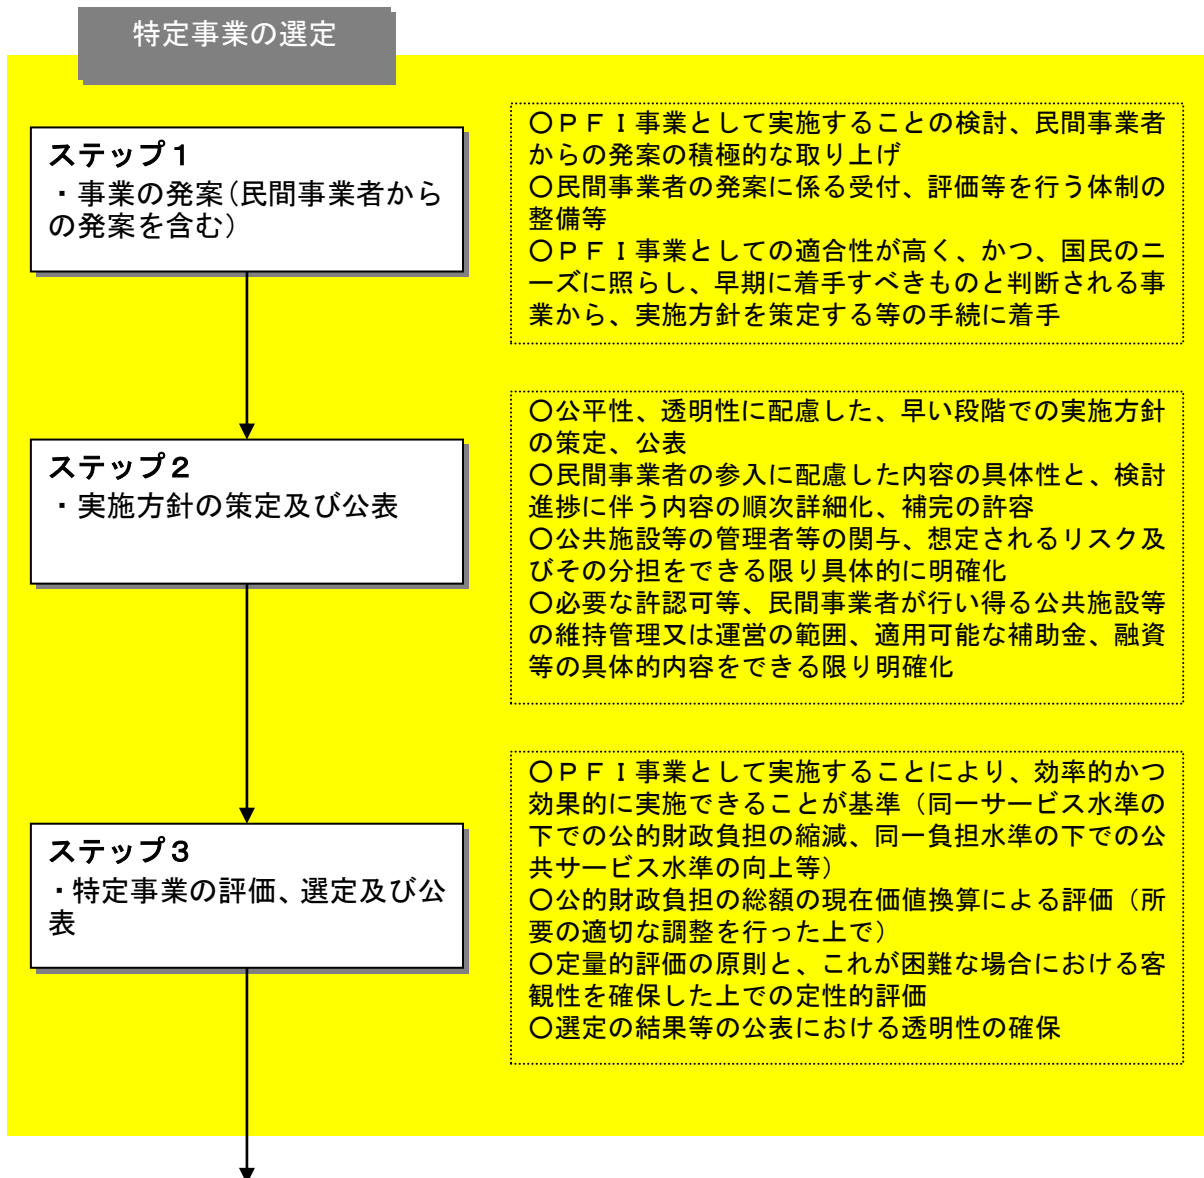 特定事業の選定
ステップ１
・事業の発案（民間事業者から
の発案を含む）
〇ＰＦＩ事業として実施することの検討、民間事業者
からの発案の積極的な取り上げ
〇民間事業者の発案に係る受付、評価等を行う体制の
整備等
〇ＰＦＩ事業としての適合性が高く、かつ、国民のニ
ーズに照らし、早期に着手すべきものと判断される事
業から、実施方針を策定する等の手続に着手
ステップ２
・実施方針の策定及び公表
〇公平性、透明性に配慮した、早い段階での実施方針
の策定、公表
〇民間事業者の参入に配慮した内容の具体性と、検討
進捗に伴う内容の順次詳細化、補完の許容
〇公共施設等の管理者等の関与、想定されるリスク及
びその分担をできる限り具体的に明確化
〇必要な許認可等、民間事業者が行い得る公共施設等
の維持管理又は運営の範囲、適用可能な補助金、融資
等の具体的内容をできる限り明確化
ステップ３
・特定事業の評価、選定及び公
表
〇ＰＦＩ事業として実施することにより、効率的かつ
効果的に実施できることが基準（同一サービス水準の
下での公的財政負担の縮減、同一負担水準の下での公
共サービス水準の向上等）
〇公的財政負担の総額の現在価値換算による評価（所
要の適切な調整を行った上で）
〇定量的評価の原則と、これが困難な場合における客
観性を確保した上での定性的評価
〇選定の結果等の公表における透明性の確保